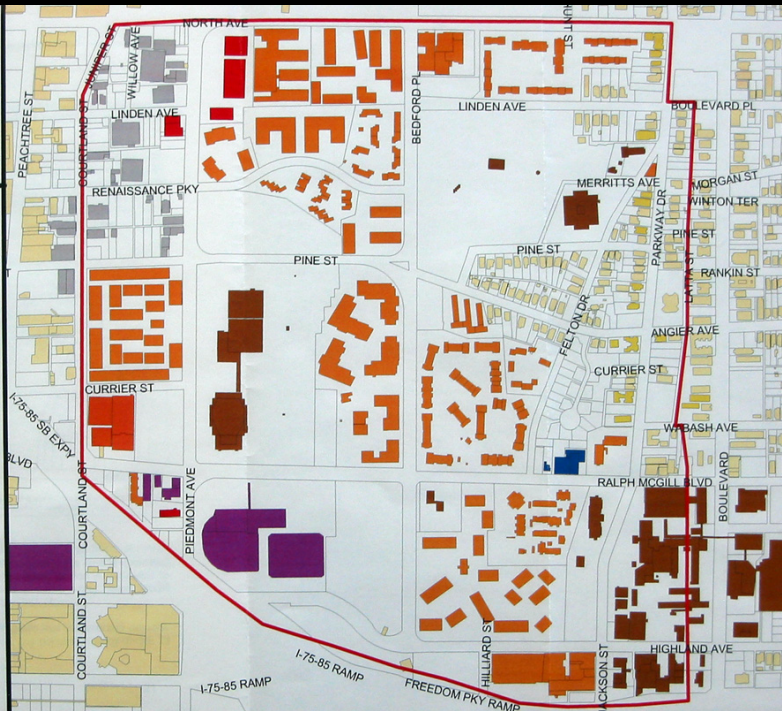 NORTH AVE
HUNT ST
JUNIPER ST
WILLOW AVE
PEACHTREE ST
COURTLAND ST
LINDEN AVE
BEDFORD PL
LINDEN AVE
BOULEVARD PL
RENAISSANCE PKY
MERRITTS AVE
MORGAN ST
WINTON TER
PARKWAY DR
PINE ST
PINE ST
PINE ST
LATTA ST
RANKIN ST
FELTON DR
ANGIER AVE
CURRIER ST
CURRIER ST
I-75-85 SB EXPY
WABASH AVE
BLVD
COURTLAND ST
PIEDMONT AVE
RALPH MCGILL BLVD
BOULEVARD
COURTLAND ST
HILLIARD ST
JACKSON ST
HIGHLAND AVE
I-75-85 RAMP
I-75-85 RAMP
FREEDOM PKY RAMP